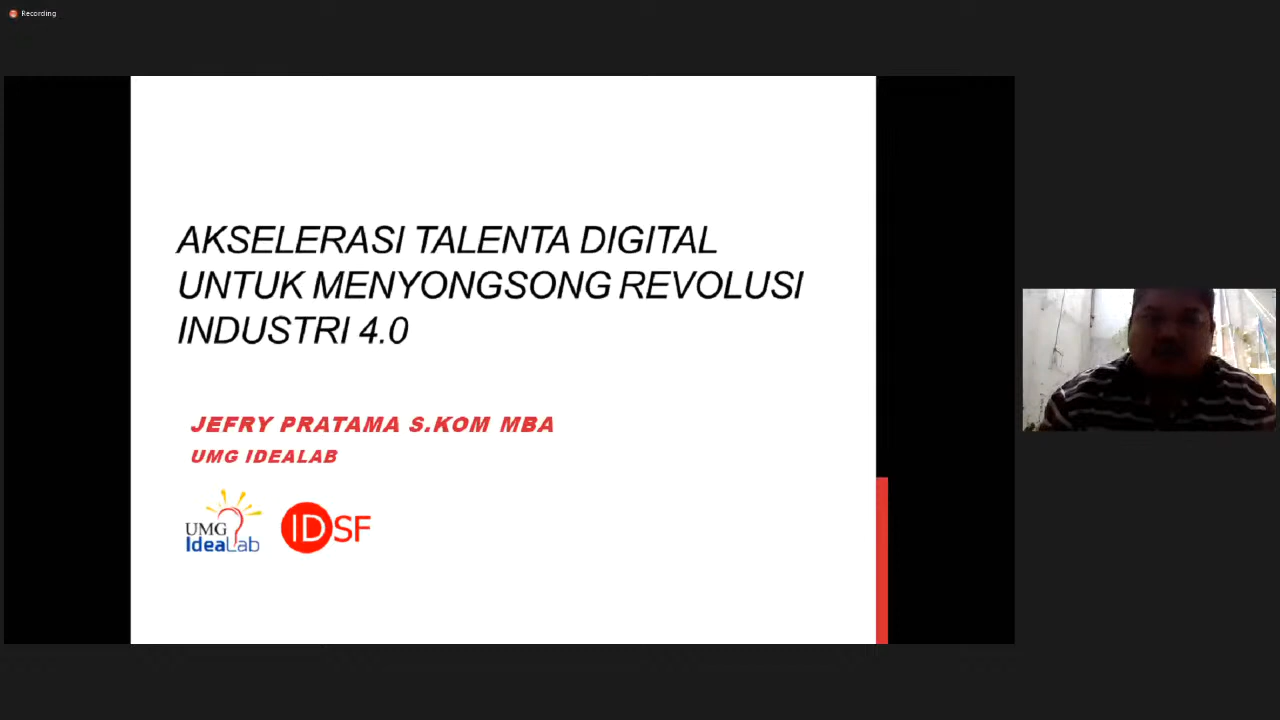 Recording
AKSELERASI TALENTA DIGITAL
UNTUK MENYONGSONG REVOLUSI
INDUSTRI 4.0
JEFRY PRATAMA S.KOM MBA
UMG IDEALAB
UMG
IdeaLab
IDSF